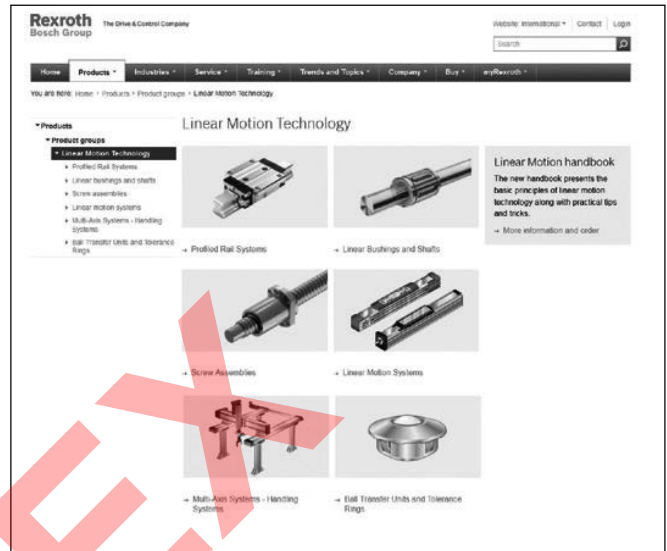 Rexroth
Bosch Group
The Drive & Control Company
Website: International
Contact
Login
Search
Home
Products
Industries
Service
Training
Trends and Topics
Company
Buy
myRexroth
You are here: Home
Products
Product groups
Linear Motion Technology
Products
Product groups
Linear Motion Technology
Profiled Rail Systems
Linear bushings and shafts
Screw assemblies
Linear motion systems
Multi-Axis Systems - Handling
Systems
Ball Transfer Units and Tolerance
Rings
Linear Motion Technology
→ Profiled Rail Systems
→ Linear Bushings and Shafts
→ Screw Assemblies
→ Linear Motion Systems
→ Multi-Axis Systems - Handling
Systems
→ Ball Transfer Units and Tolerance
Rings
Linear Motion handbook
The new handbook presents the
basic principles of linear motion
technology along with practical tips
and tricks.
→ More information and order
EX